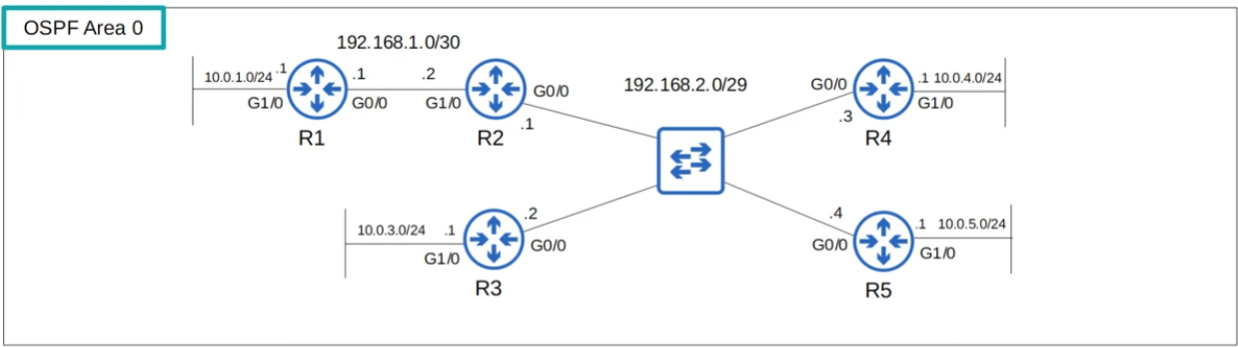 OSPF Area 0
192.168.1.0/30
10.0.1.0/24 .1
G1/0
R1
.1
G0/0
.2
G1/0
R2
G0/0
.1
192.168.2.0/29
G0/0
.3
R4
.1 10.0.4.0/24
G1/0
10.0.3.0/24 .1
G1/0
R3
.2
G0/0
.4
G0/0
R5
.1 10.0.5.0/24
G1/0